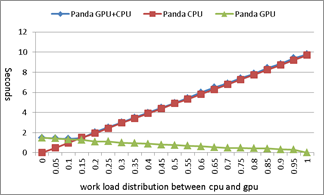 Panda GPU+CPU Panda CPU Panda GPU
12
10
8
6
4
2
0
Seconds
0 0.05 0.1 0.15 0.2 0.25 0.3 0.35 0.4 0.45 0.5 0.55 0.6 0.65 0.7 0.75 0.8 0.85 0.9 0.95 1
work load distribution between cpu and gpu